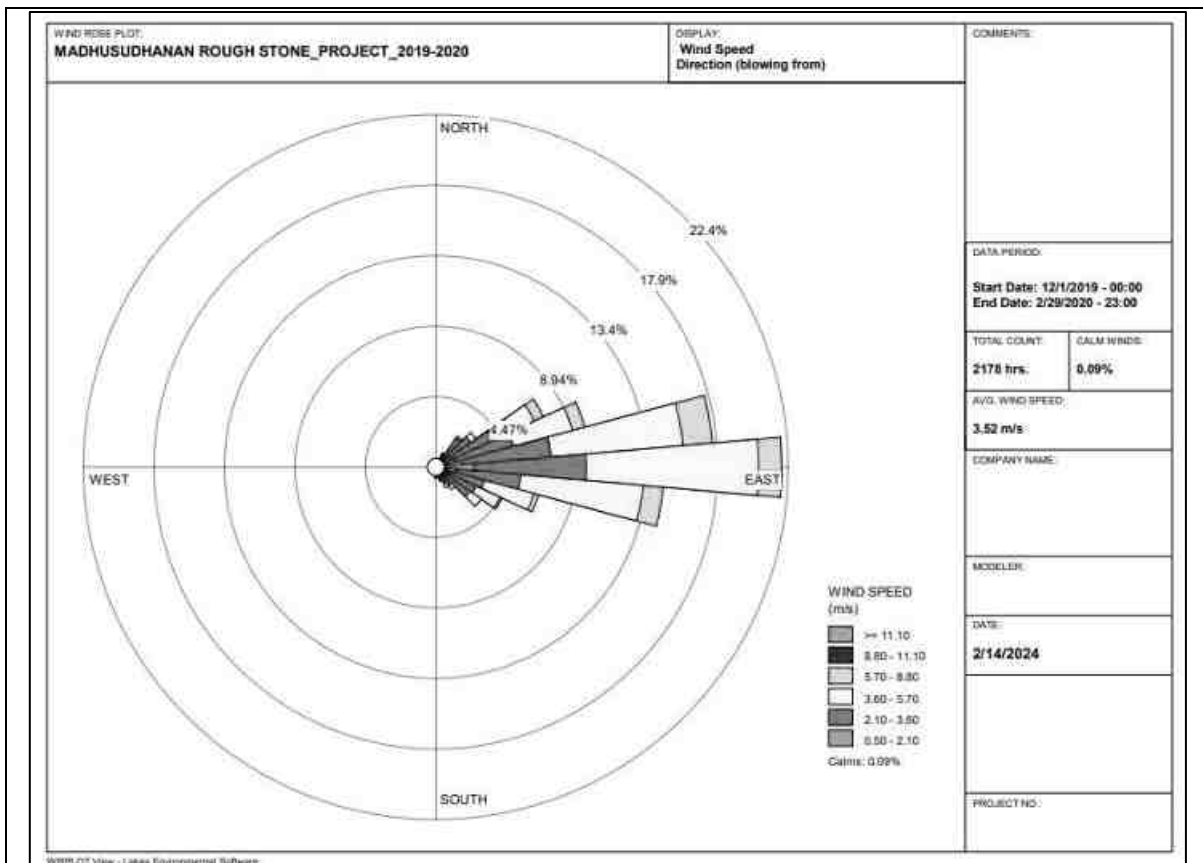 WIND ROSE PLOT:
MADHUSUDHANAN ROUGH STONE_PROJECT_2019-2020
DISPLAY:
Wind Speed
Direction (blowing from)
COMMENTS:
NORTH
22.4%
17.9%
13.4%
8.94%
4.47%
WEST
EAST
SOUTH
WIND SPEED
(m/s)
>= 11.10
8.80 - 11.10
5.70 - 8.80
3.60 - 5.70
2.10 - 3.60
0.50 - 2.10
Calms: 0.09%
DATA PERIOD:
Start Date: 12/1/2019 - 00:00
End Date: 2/29/2020 - 23:00
TOTAL COUNT:
2178 hrs.
CALM WINDS:
0.09%
AVG. WIND SPEED:
3.52 m/s
COMPANY NAME:
MODELER:
DATE:
2/14/2024
PROJECT NO.:
WRPLOT View - Lakes Environmental Software